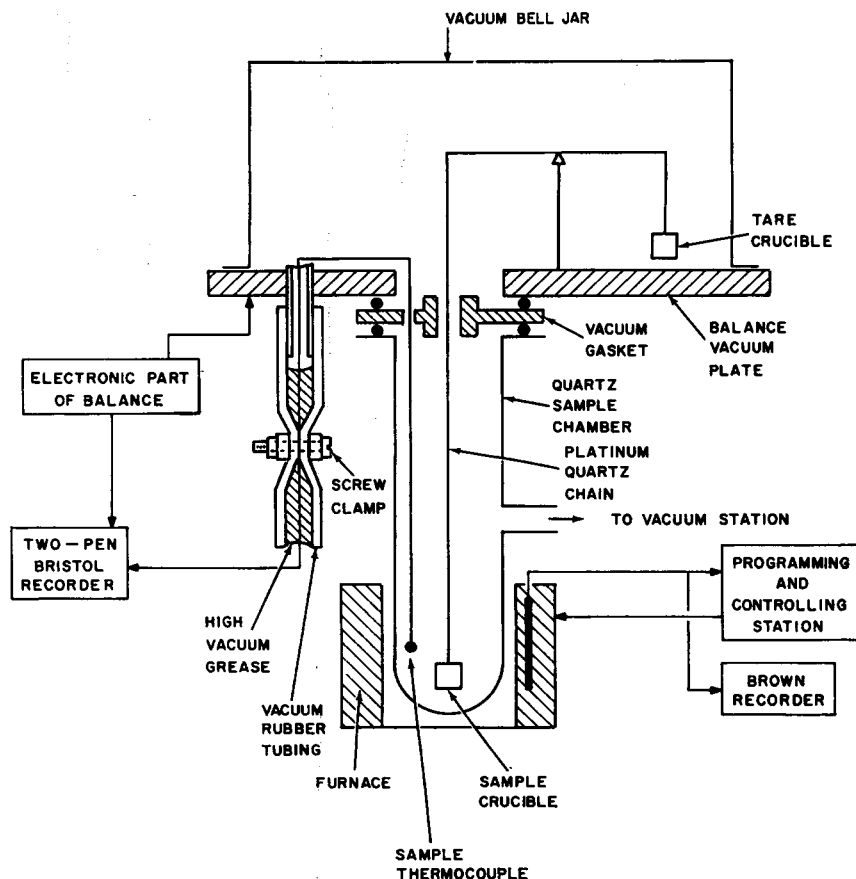 VACUUM BELL JAR
TARE
CRUCIBLE
VACUUM
GASKET
BALANCE
VACUUM
PLATE
ELECTRONIC PART
OF BALANCE
QUARTZ
SAMPLE
CHAMBER
PLATINUM
QUARTZ
CHAIN
SCREW
CLAMP
TO VACUUM STATION
TWO-PEN
BRISTOL
RECORDER
PROGRAMMING
AND
CONTROLLING
STATION
HIGH
VACUUM
GREASE
BROWN
RECORDER
VACUUM
RUBBER
TUBING
FURNACE
SAMPLE
CRUCIBLE
SAMPLE
THERMOCOUPLE